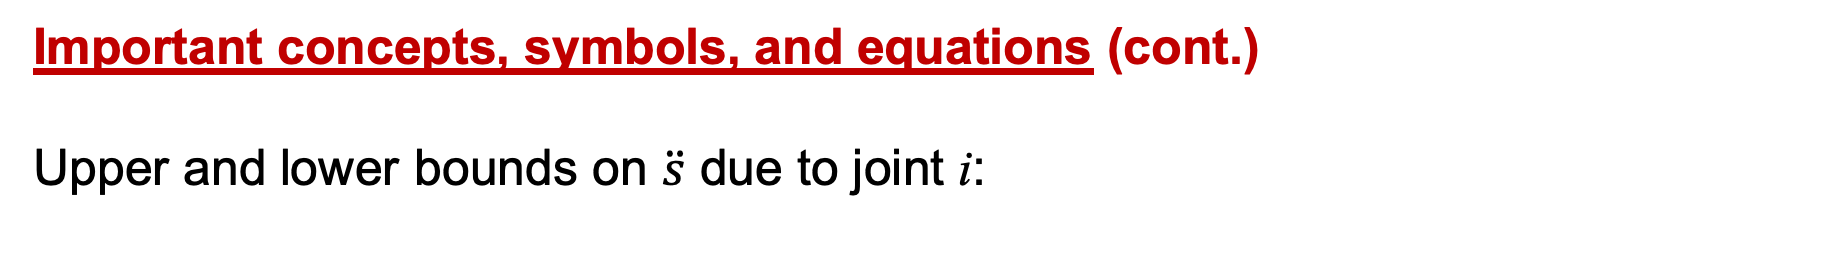 Important concepts, symbols, and equations (cont.)
Upper and lower bounds on s̈ due to joint i: